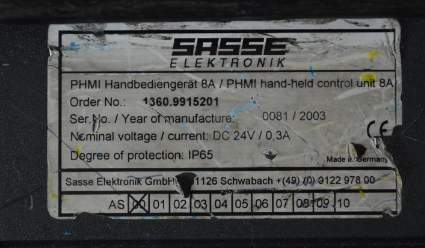 SASSE
ELEKTRONIK
PHMI Handbediengerät 8A / PHMI hand-held control unit 8A
Order No.: 1360.9915201
Ser.No./ Year of manufacture: 0081 / 2003
Nominal voltage / current: DC 24V / 0,3A
CE
Degree of protection: IP65
Made in Germany
Sasse Elektronik GmbH 1126 Schwabach +(49) (0) 9122 978 00
AS 01 02 03 04 05 06 07 08 09 10